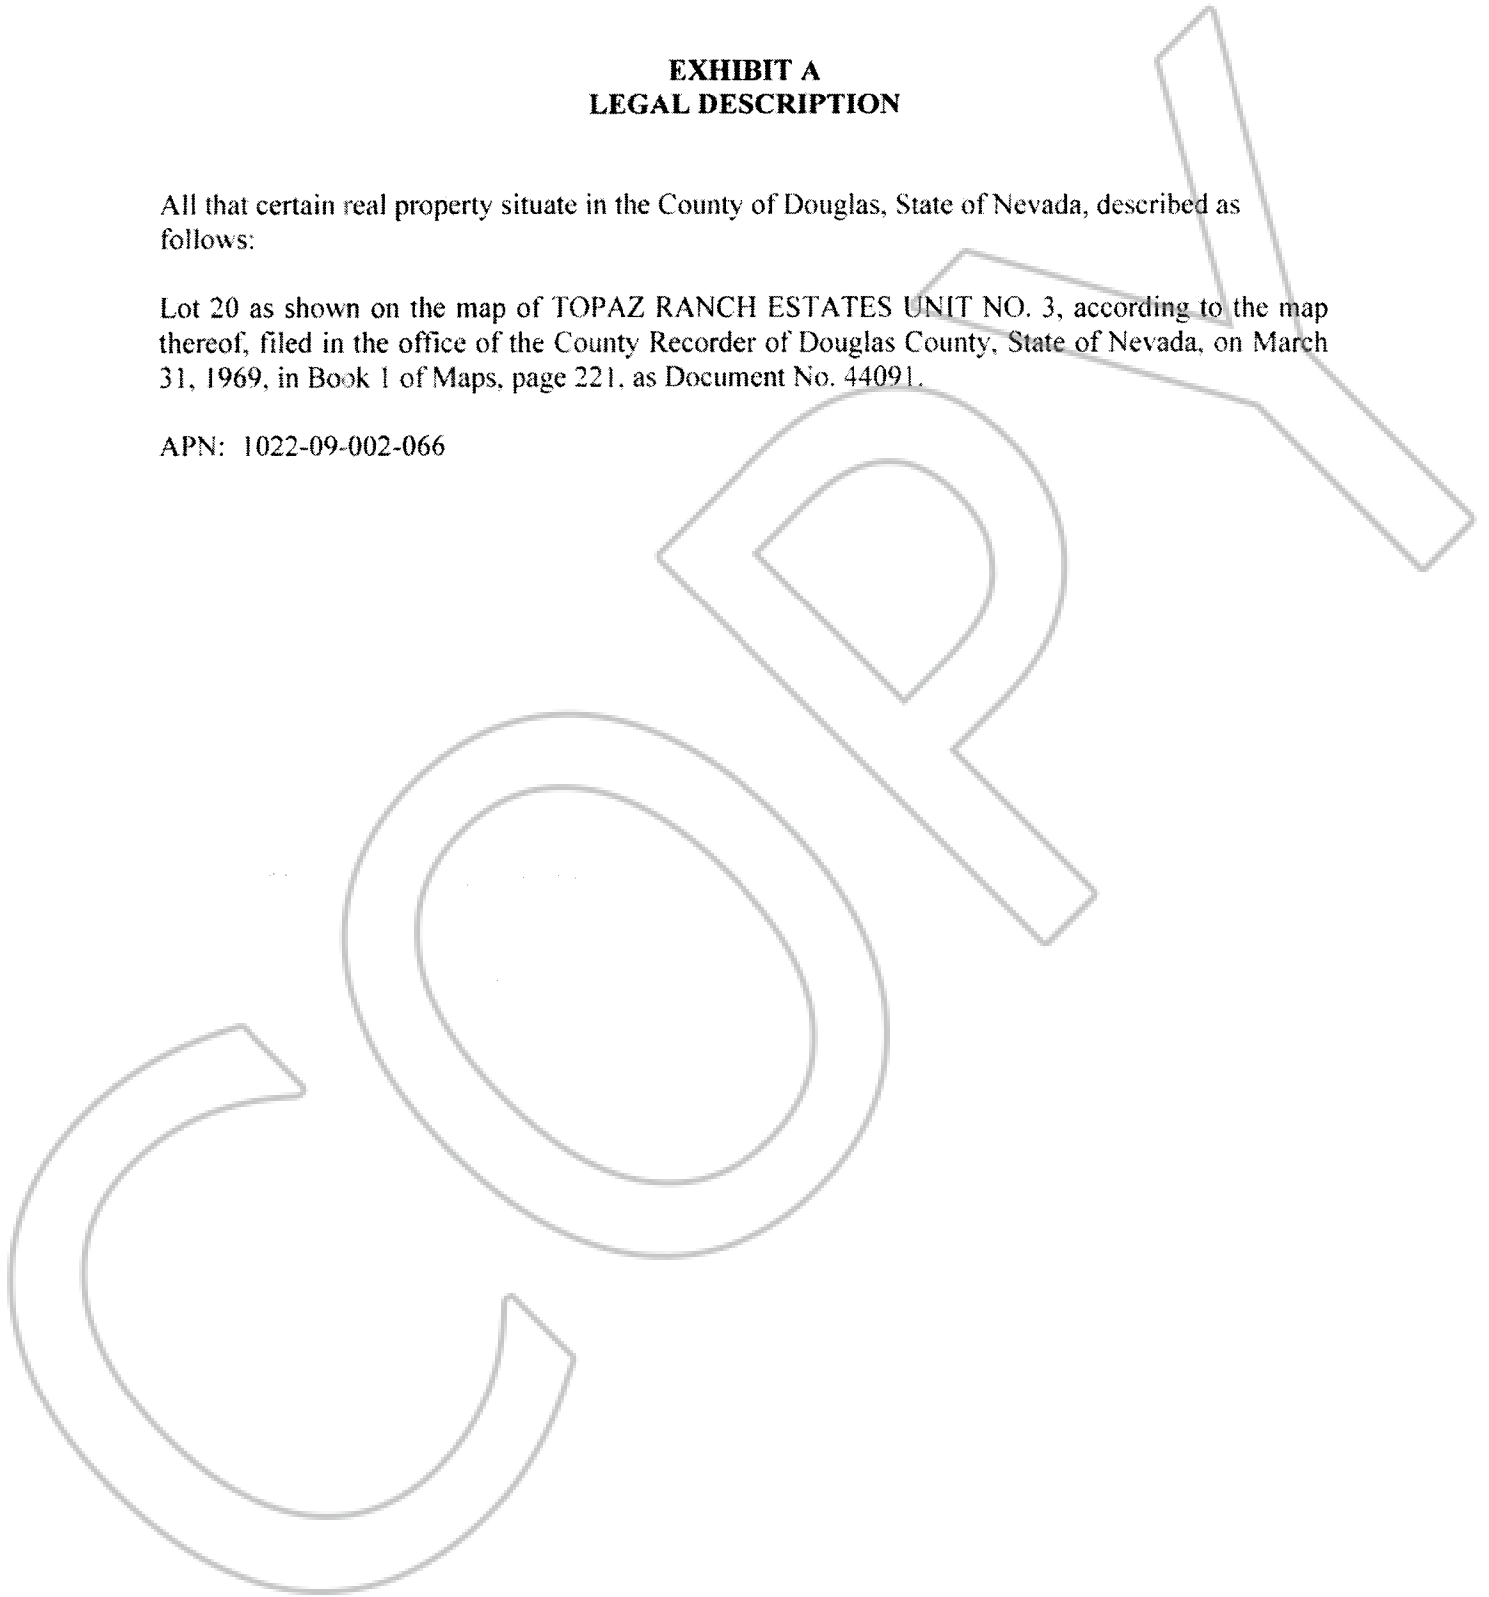 EXHIBIT A
LEGAL DESCRIPTION
All that certain real property situate in the County of Douglas, State of Nevada, described as
follows:
Lot 20 as shown on the map of TOPAZ RANCH ESTATES UNIT NO. 3, according to the map
thereof, filed in the office of the County Recorder of Douglas County, State of Nevada, on March
31, 1969, in Book 1 of Maps, page 221, as Document No. 44091.
APN: 1022-09-002-066
COPY